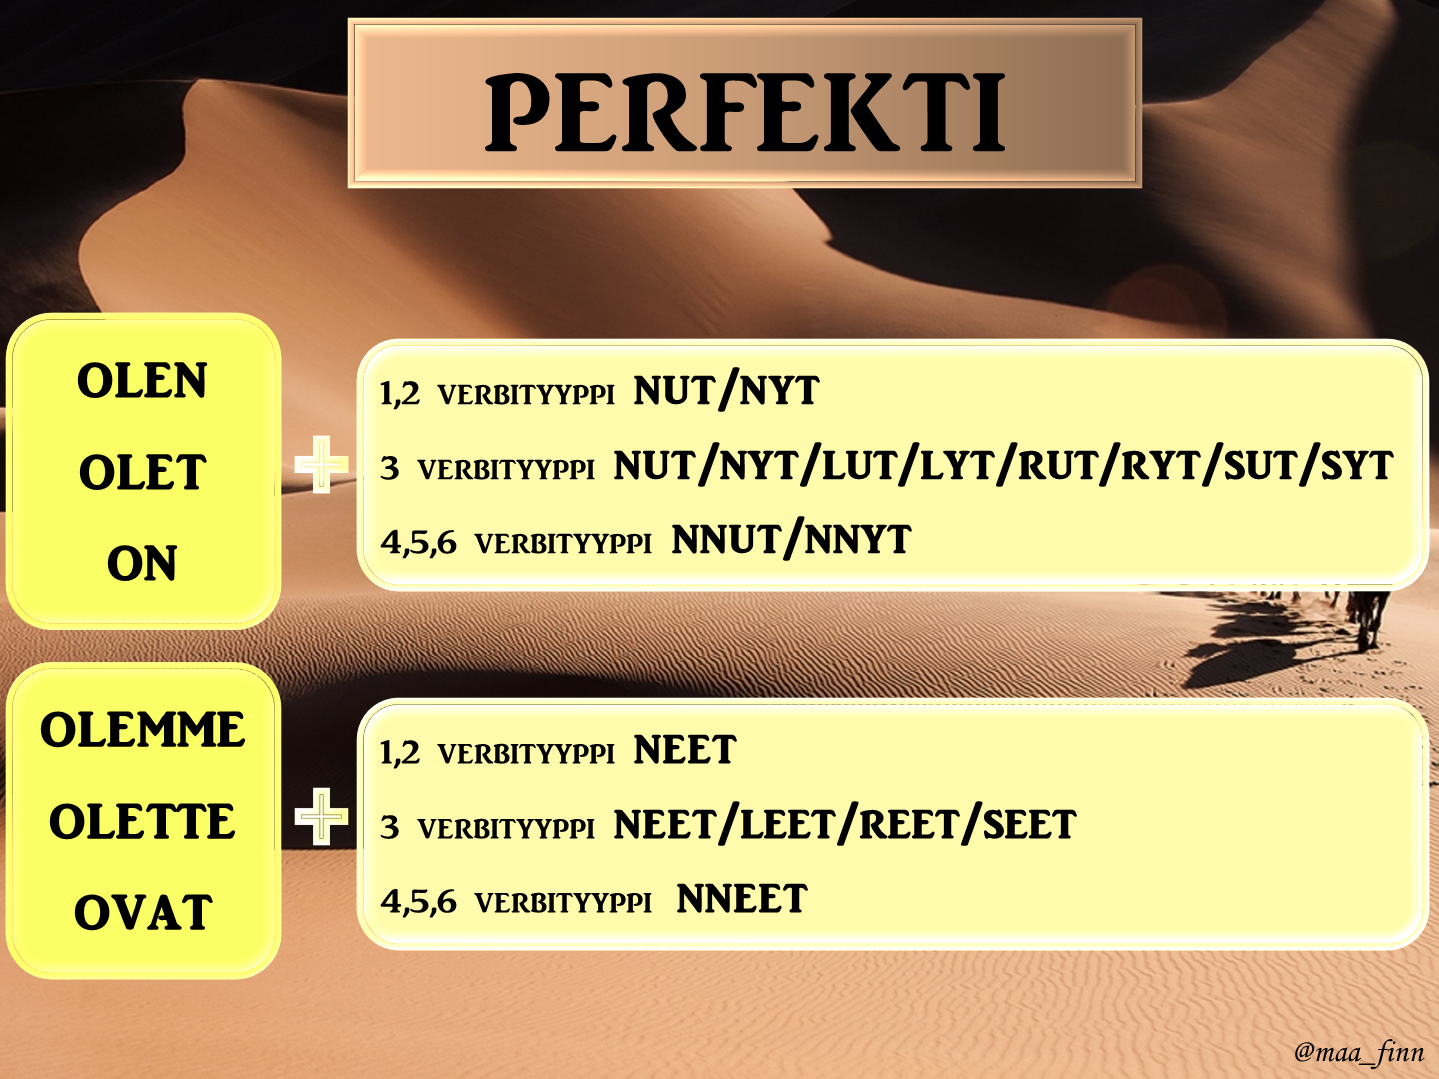 PERFEKTI
OLEN
OLET
ON
1,2 VERBITYYPPI NUT/NYT
3 VERBITYYPPI NUT/NYT/LUT/LYT/RUT/RYT/SUT/SYT
4,5,6 VERBITYYPPI NNUT/NNYT
OLEMME
OLETTE
OVAT
1,2 VERBITYYPPI NEET
3 VERBITYYPPI NEET/LEET/REET/SEET
4,5,6 VERBITYYPPI NNEET
@maa_finn